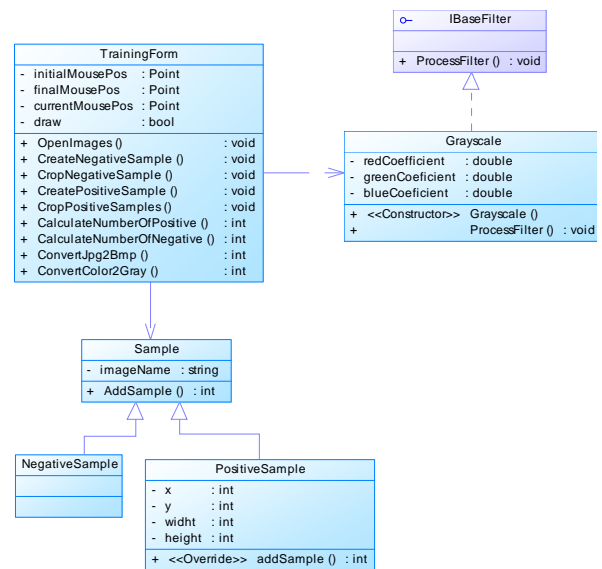 IBaseFilter
+ ProcessFilter () : void
TrainingForm
- initialMousePos : Point
- finalMousePos : Point
- currentMousePos : Point
- draw : bool
+ OpenImages () : void
+ CreateNegativeSample () : void
+ CropNegativeSample () : void
+ CreatePositiveSample () : void
+ CropPositiveSamples () : void
+ CalculateNumberOfPositive () : int
+ CalculateNumberOfNegative () : int
+ ConvertJpg2Bmp () : int
+ ConvertColor2Gray () : int
Grayscale
- redCoefficient : double
- greenCoeficient : double
- blueCoeficient : double
+ <<Constructor>> Grayscale ()
+ ProcessFilter () : void
Sample
- imageName : string
+ AddSample () : int
NegativeSample
PositiveSample
- x : int
- y : int
- widht : int
- height : int
+ <<Override>> addSample () : int